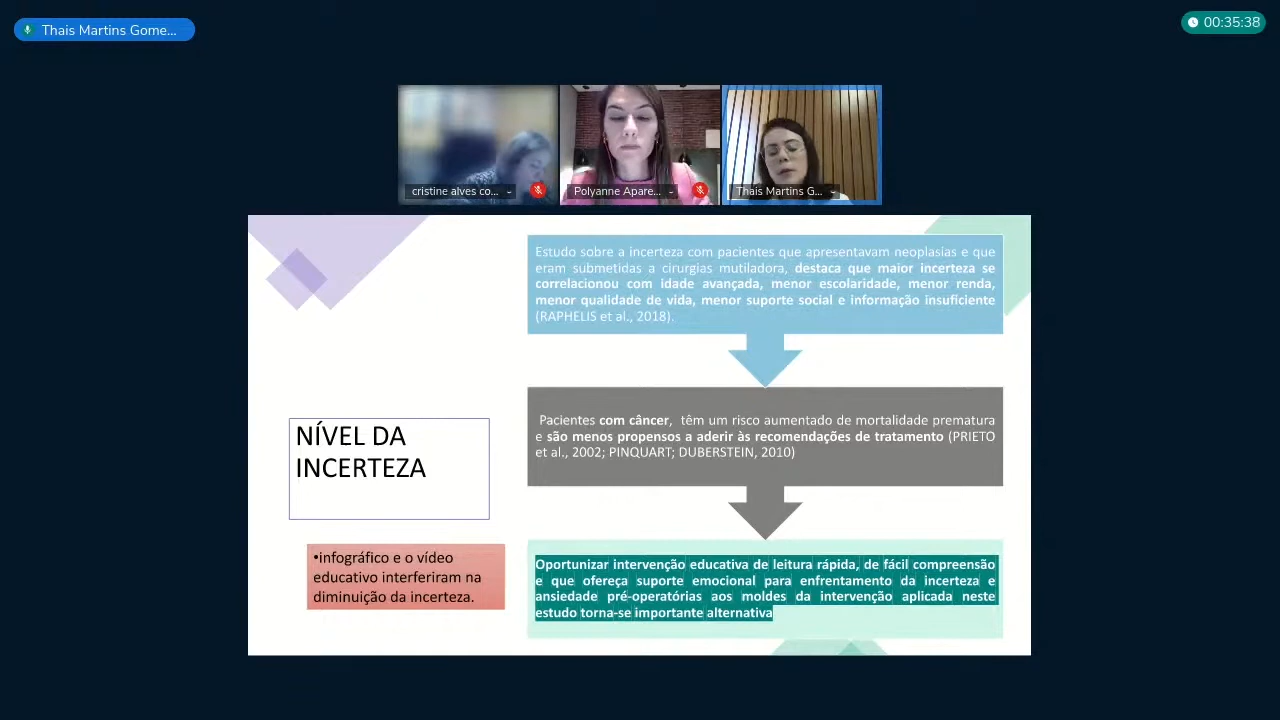 Thais Martins Gome...
00:35:38
cristine alves co...
Polyanne Apare...
Thais Martins G...
Estudo sobre a incerteza com pacientes que apresentavam neoplasias e que
eram submetidas a cirurgias mutiladora, destaca que maior incerteza se
correlacionou com idade avançada, menor escolaridade, menor renda,
menor qualidade de vida, menor suporte social e informação insuficiente
(RAPHELIS et al., 2018).
Pacientes com câncer, têm um risco aumentado de mortalidade prematura
e são menos propensos a aderir às recomendações de tratamento (PRIETO
et al., 2002; PINQUART; DUBERSTEIN, 2010)
NÍVEL DA
INCERTEZA
•infográfico e o vídeo
educativo interferiram na
diminuição da incerteza.
Oportunizar intervenção educativa de leitura rápida, de fácil compreensão
e que ofereça suporte emocional para enfrentamento da incerteza e
ansiedade pré-operatórias aos moldes da intervenção aplicada neste
estudo torna-se importante alternativa